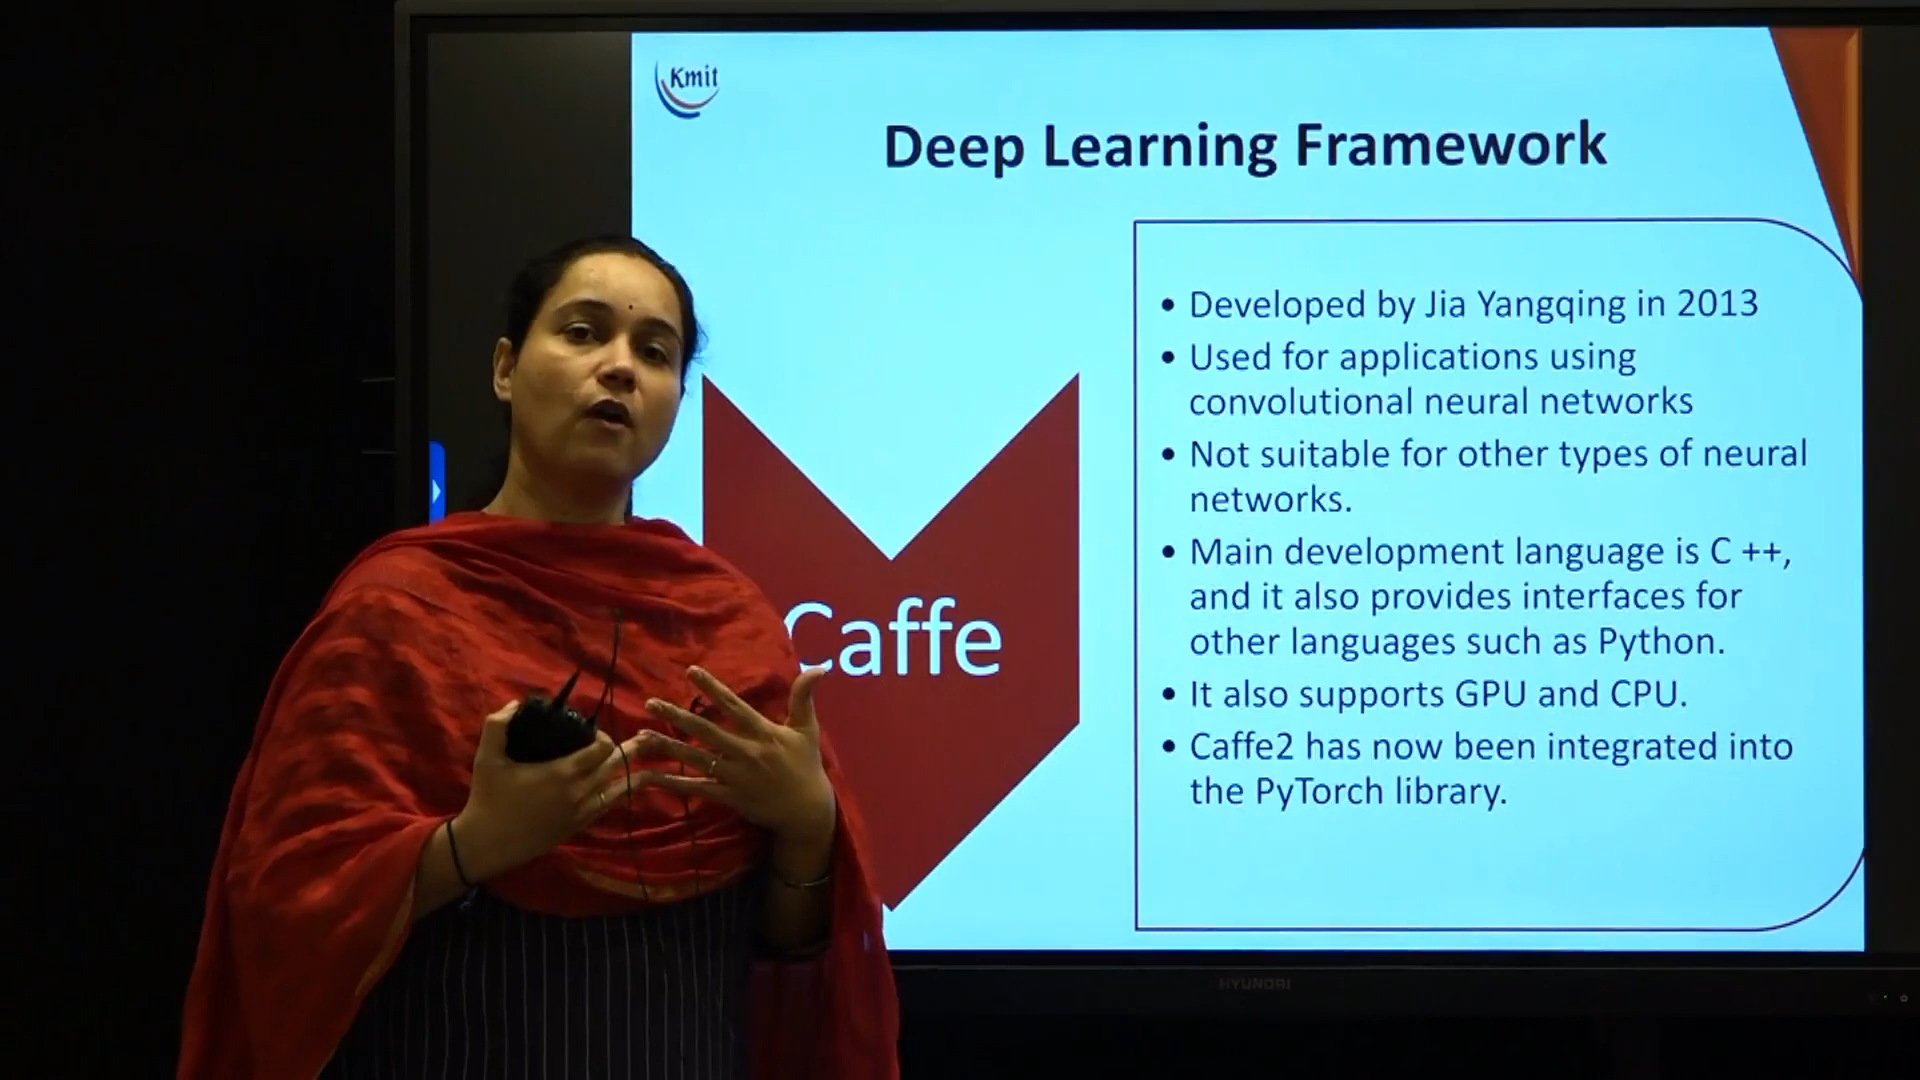 Kmit
Deep Learning Framework
• Developed by Jia Yangqing in 2013
• Used for applications using
convolutional neural networks
• Not suitable for other types of neural
networks.
• Main development language is C ++,
and it also provides interfaces for
other languages such as Python.
• It also supports GPU and CPU.
• Caffe2 has now been integrated into
the PyTorch library.
Caffe
HYUNDAI